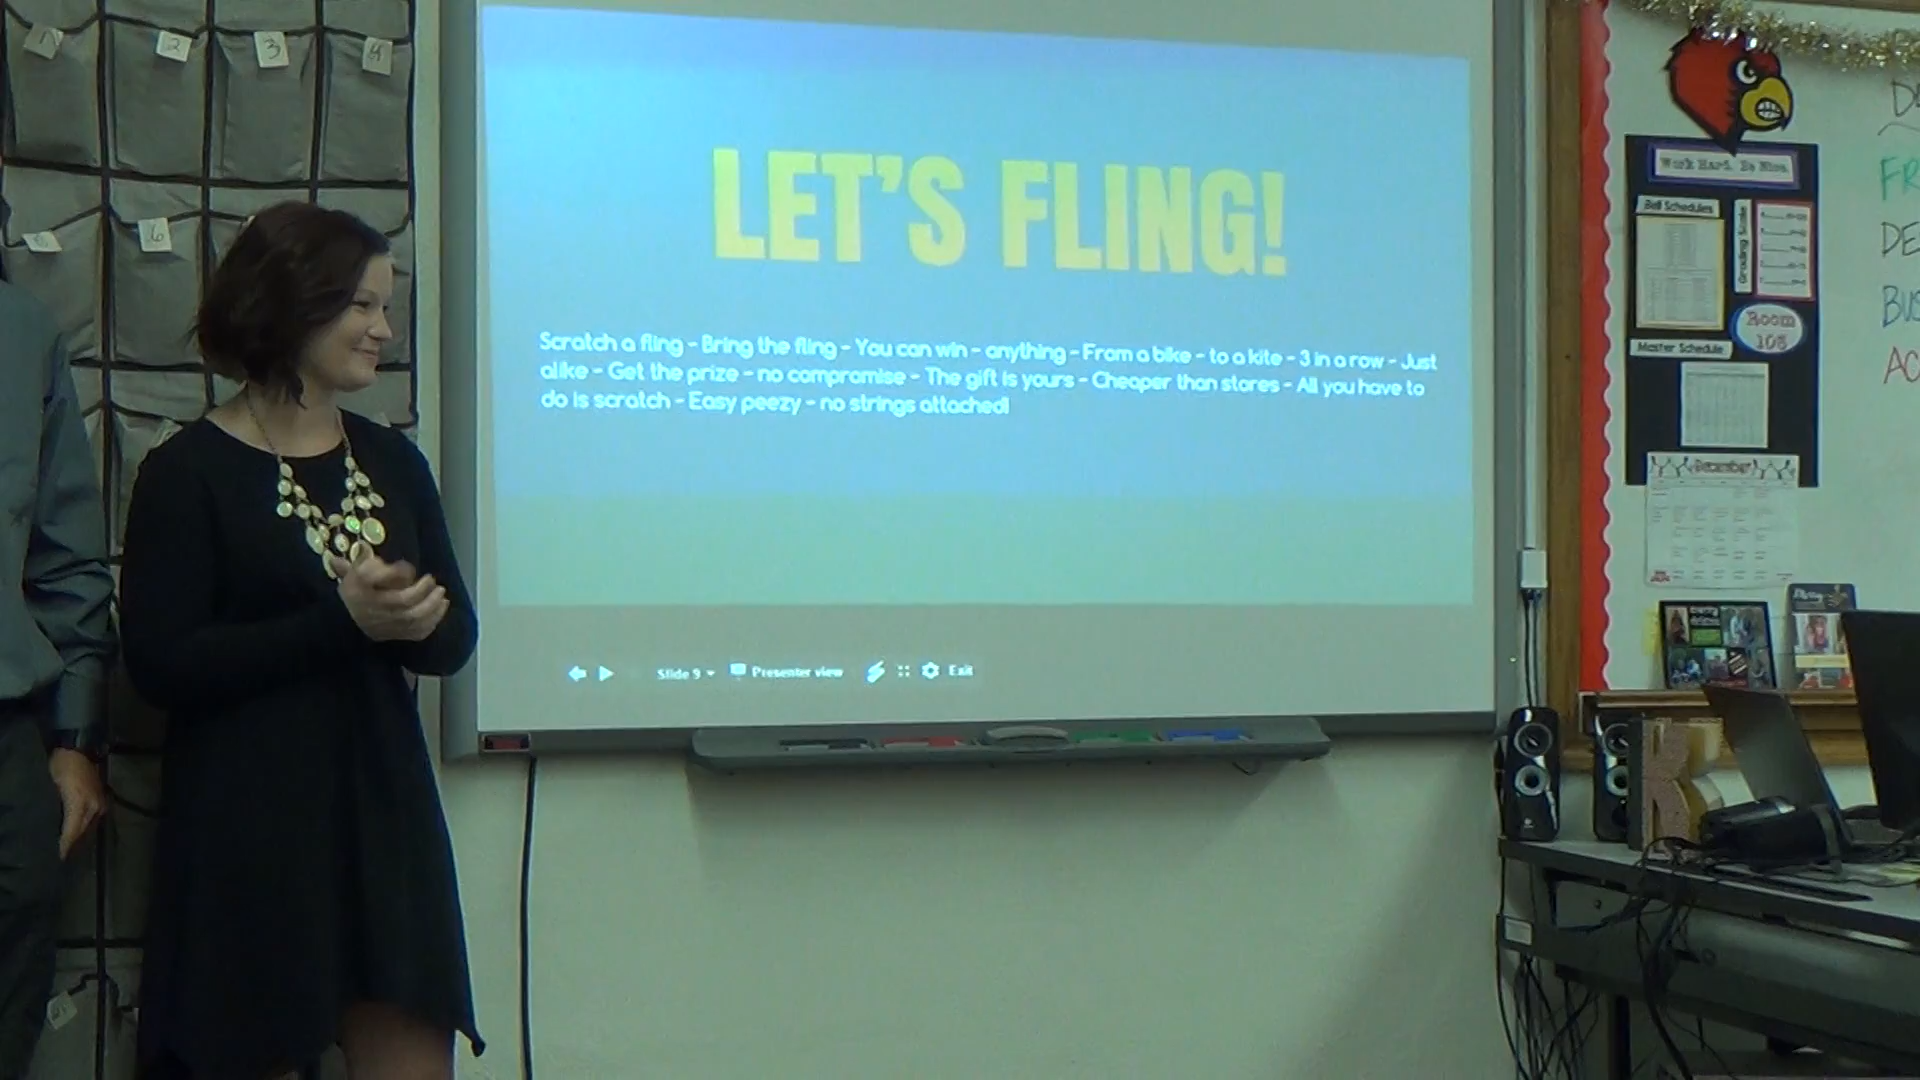 1
2
3
4
6
LET'S FLING!
Scratch a fling - Bring the fling - You can win - anything - From a bike - to a kite - 3 in a row - Just
alike - Get the prize - no compromise - The gift is yours - Cheaper than stores - All you have to
do is scratch - Easy peezy - no strings attached!
Slide 9
Presenter view
Exit
Work Hard. Be Nice.
Bell Schedules
Grading Scale
Room
105
Master Schedule
December
DE
BUS
AC
K